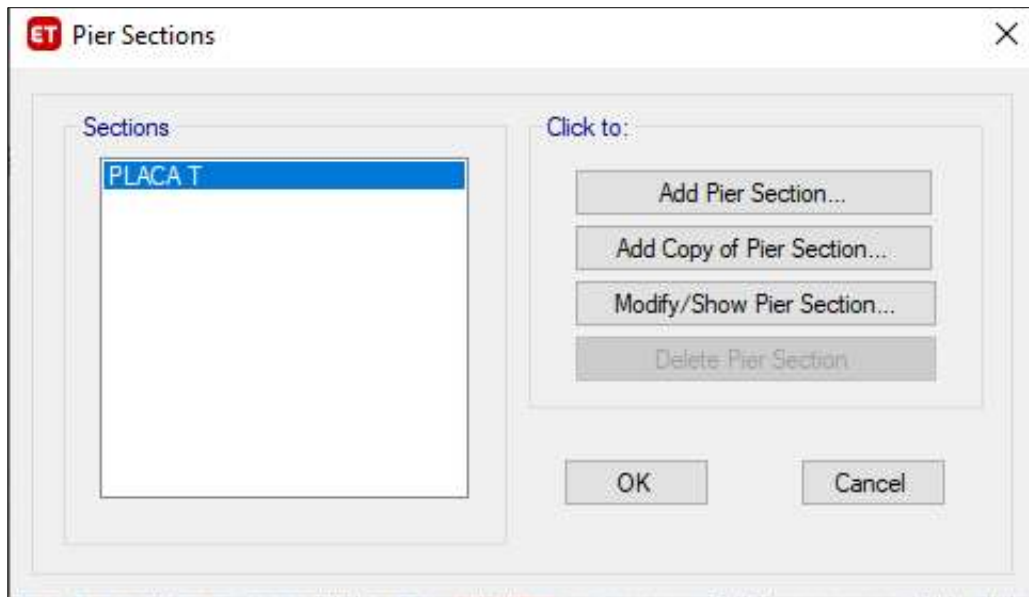 ET Pier Sections
Sections
PLACA T
Click to:
Add Pier Section...
Add Copy of Pier Section...
Modify/Show Pier Section...
Delete Pier Section
OK
Cancel